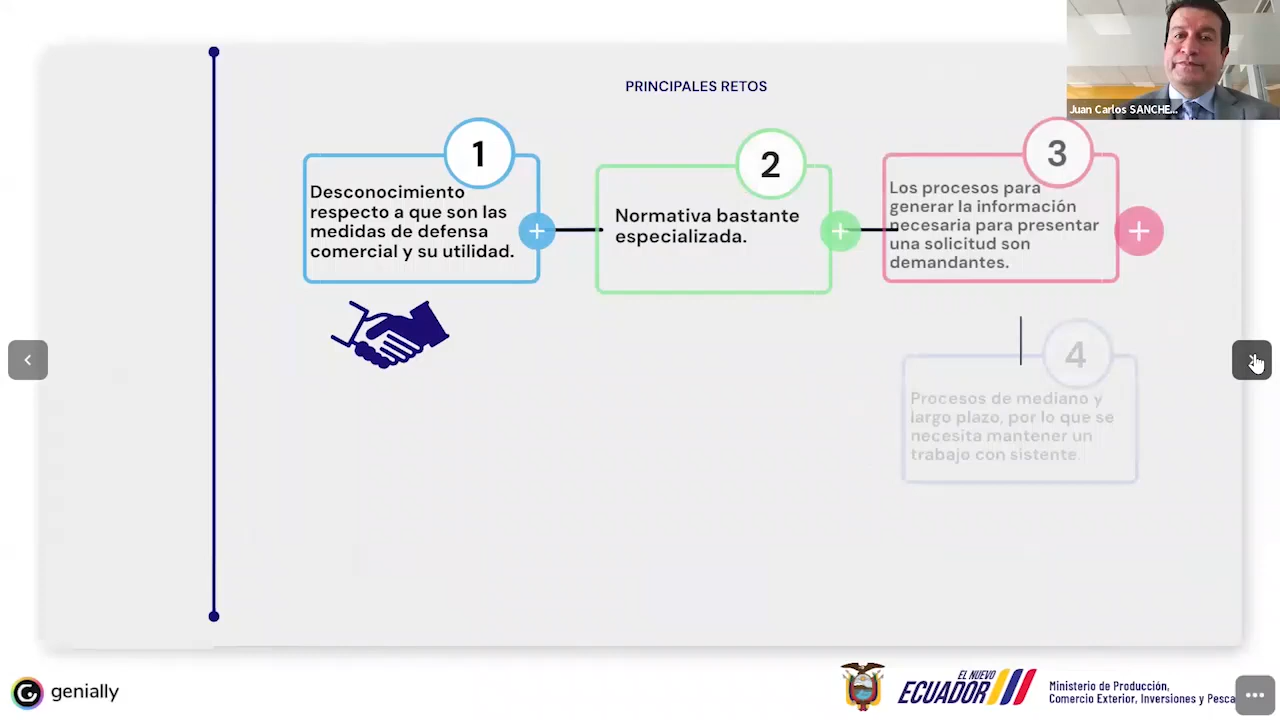 PRINCIPALES RETOS
Juan Carlos SANCHE...
1
Desconocimiento
respecto a que son las
medidas de defensa
comercial y su utilidad.
2
Normativa bastante
especializada.
3
Los procesos para
generar la información
necesaria para presentar
una solicitud son
demandantes.
4
Procesos de mediano y
largo plazo, por lo que se
necesita mantener un
trabajo con sistente.
genially
EL NUEVO
ECUADOR
Ministerio de Producción,
Comercio Exterior, Inversiones y Pesca